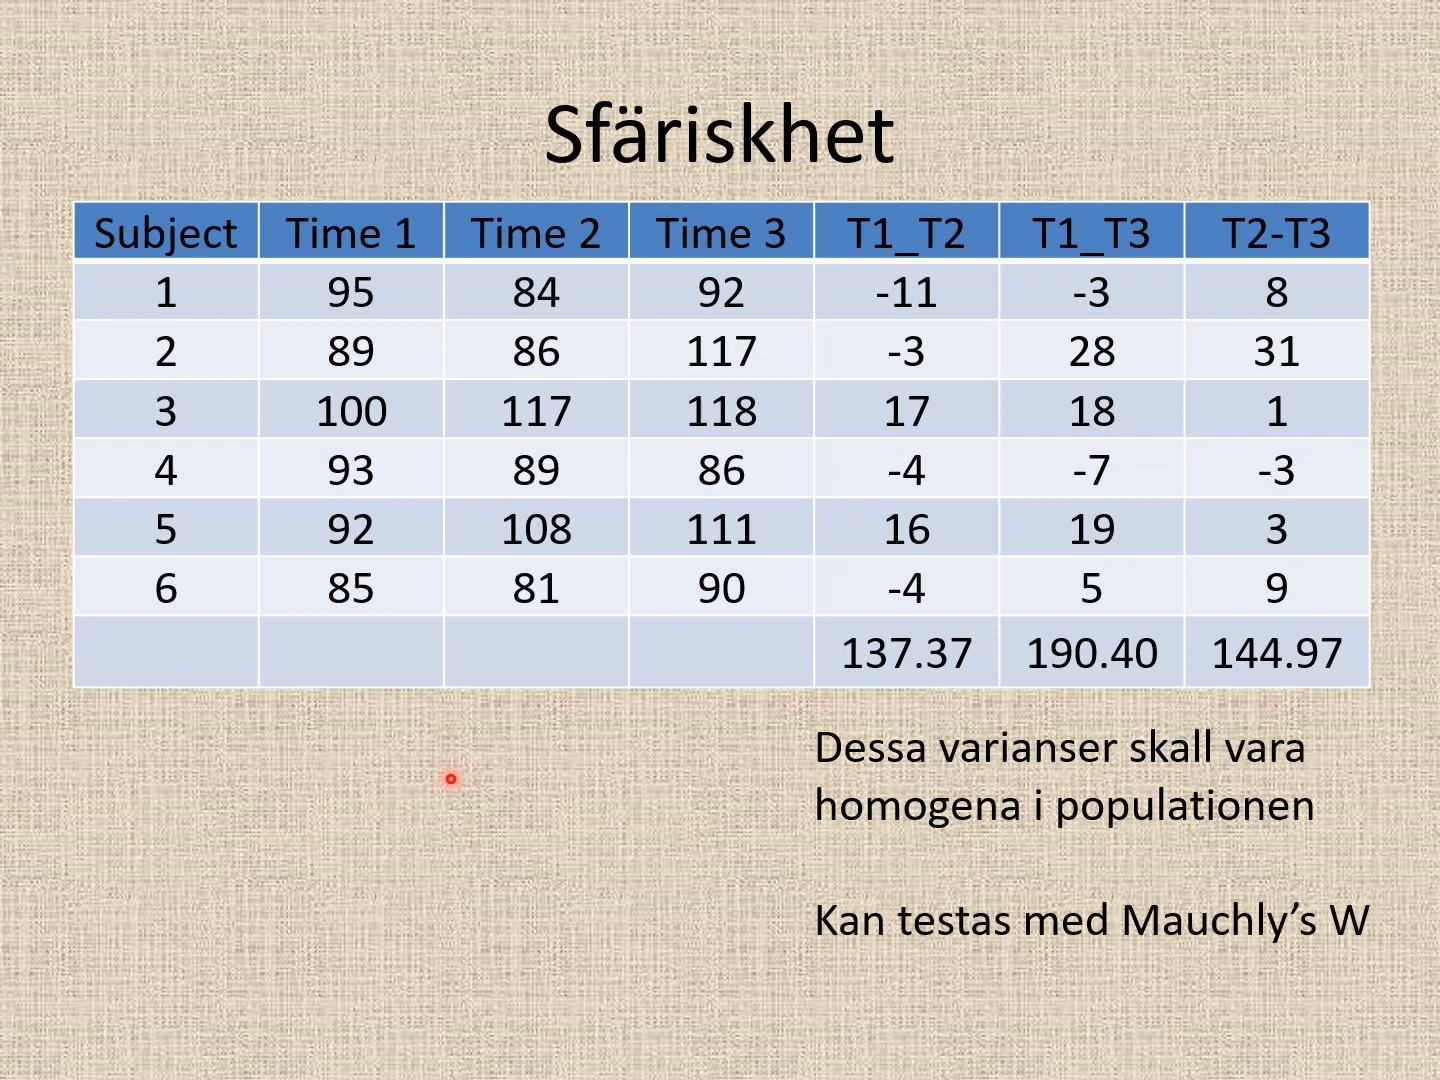 Sfäriskhet
Subject Time 1 Time 2 Time 3 T1_T2 T1_T3 T2-T3
1 95 84 92 -11 -3 8
2 89 86 117 -3 28 31
3 100 117 118 17 18 1
4 93 89 86 -4 -7 -3
5 92 108 111 16 19 3
6 85 81 90 -4 5 9
137.37 190.40 144.97
Dessa varianser skall vara
homogena i populationen
Kan testas med Mauchly’s W